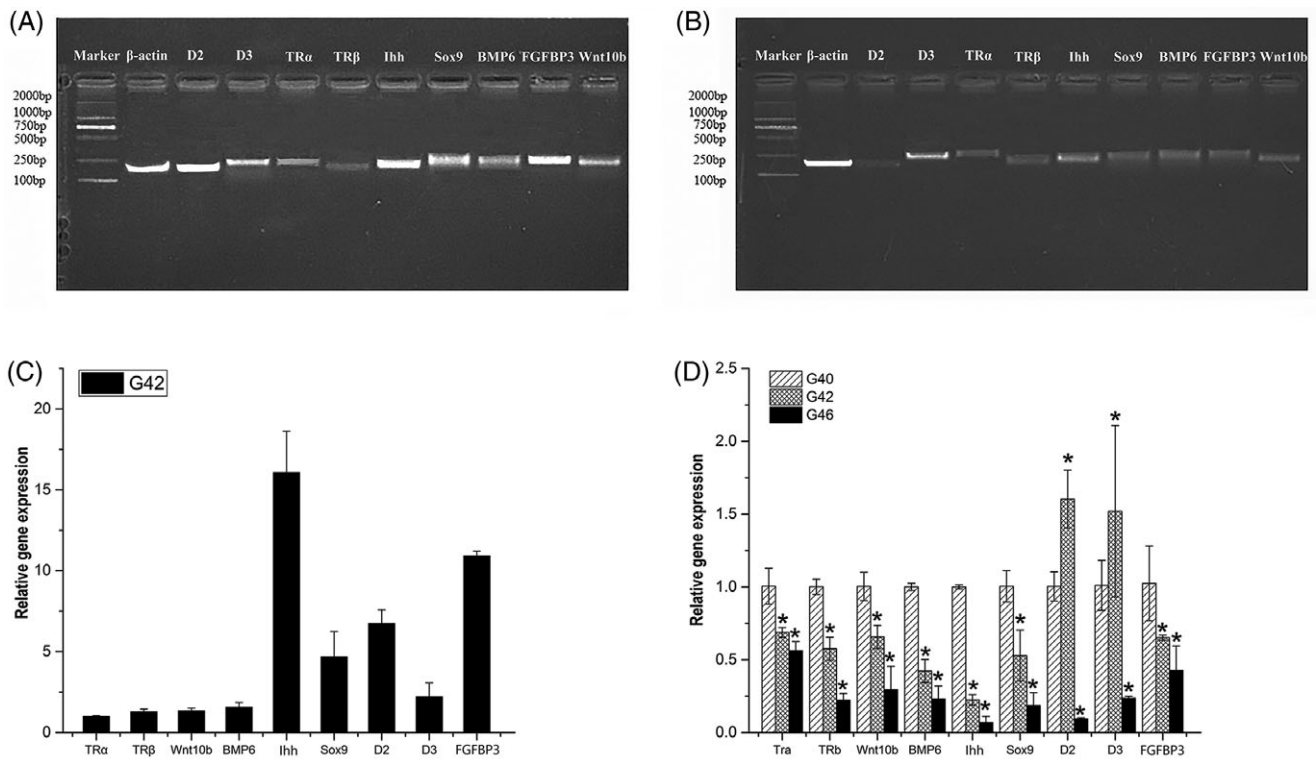 (A)
Marker β-actin D2 D3 TRα TRβ Ihh Sox9 BMP6 FGFBP3 Wnt10b
2000bp
1000bp
750bp
500bp
250bp
100bp
(B)
Marker β-actin D2 D3 TRα TRβ Ihh Sox9 BMP6 FGFBP3 Wnt10b
2000bp
1000bp
750bp
500bp
250bp
100bp
(C)
G42
Relative gene expression
20
15
10
5
0
TRα TRβ Wnt10b BMP6 Ihh Sox9 D2 D3 FGFBP3
(D)
G40
G42
G46
Relative gene expression
2.5
2.0
1.5
1.0
0.5
0.0
* * * * * * * * * * * * * * * * * *
Tra TRb Wnt10b BMP6 Ihh Sox9 D2 D3 FGFBP3